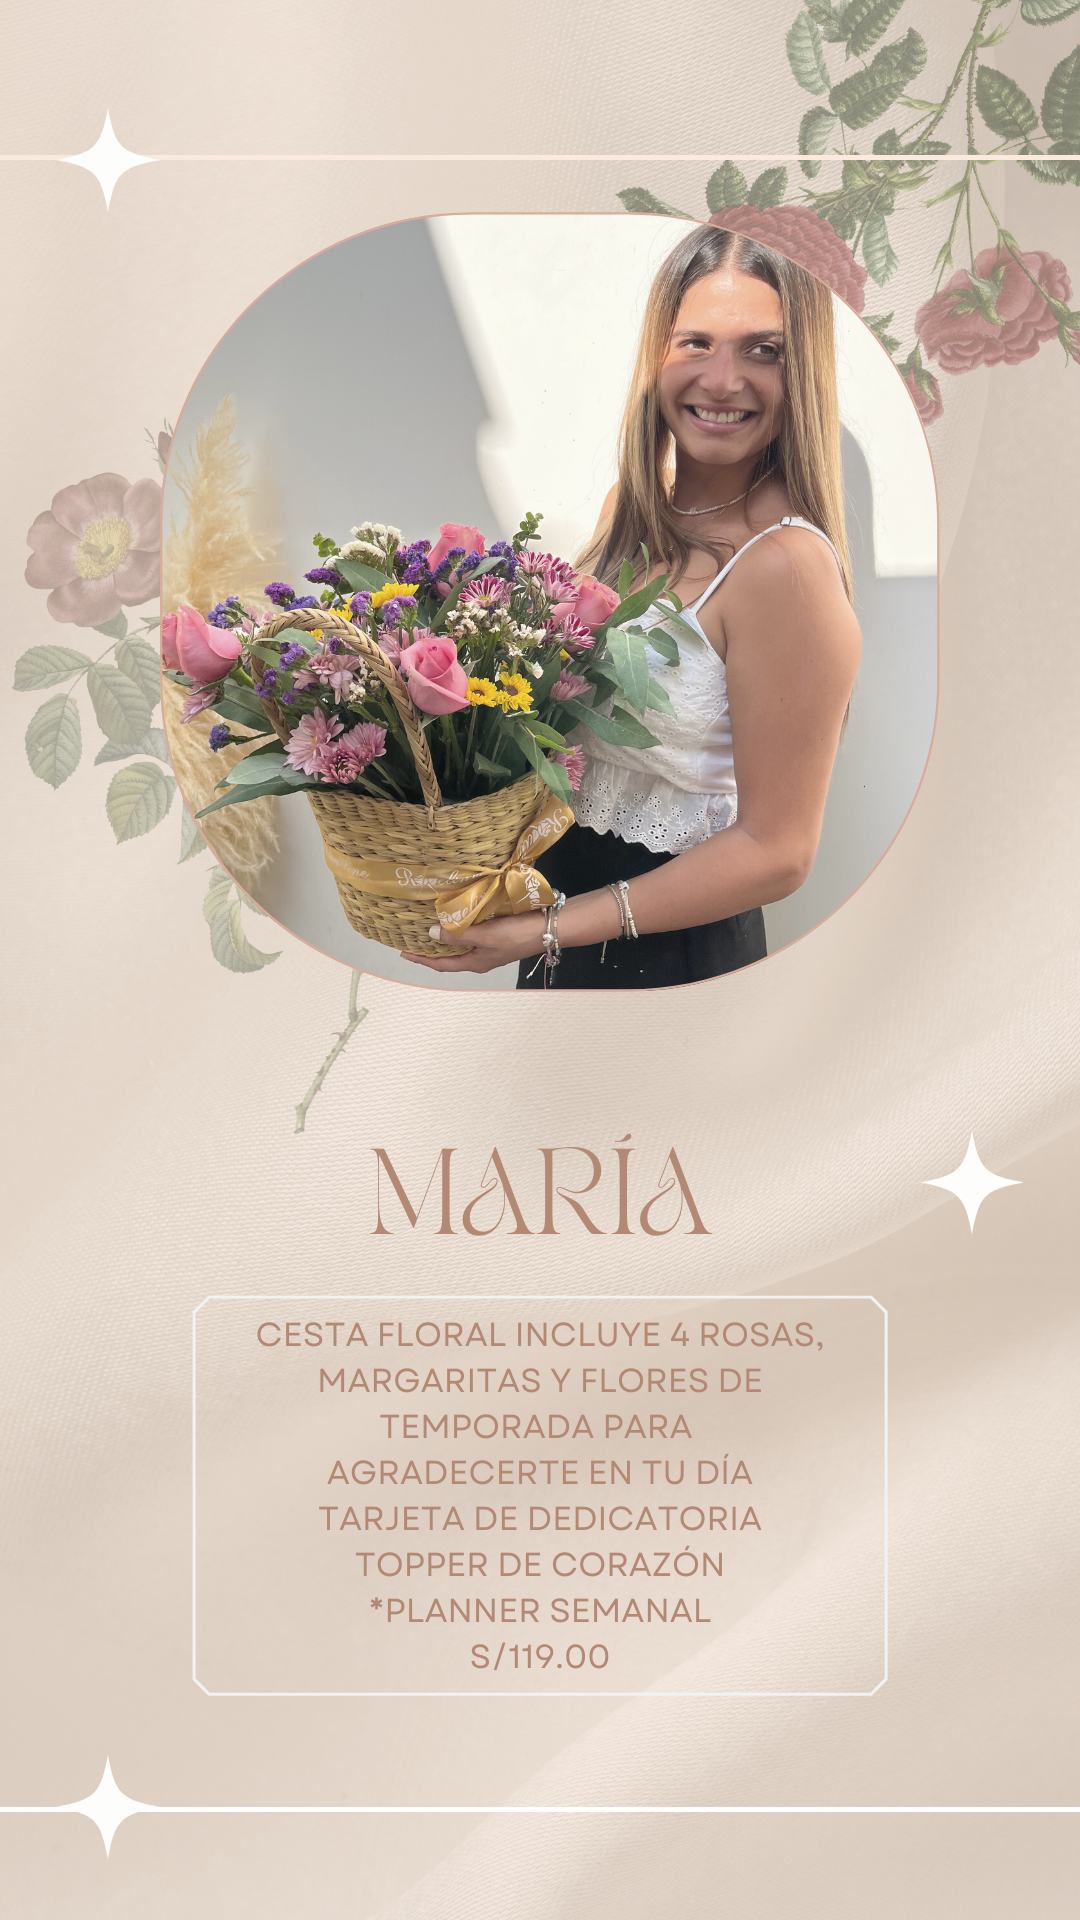 MARÍA
CESTA FLORAL INCLUYE 4 ROSAS,
MARGARITAS Y FLORES DE
TEMPORADA PARA
AGRADECERTE EN TU DÍA
TARJETA DE DEDICATORIA
TOPPER DE CORAZÓN
*PLANNER SEMANAL
S/119.00